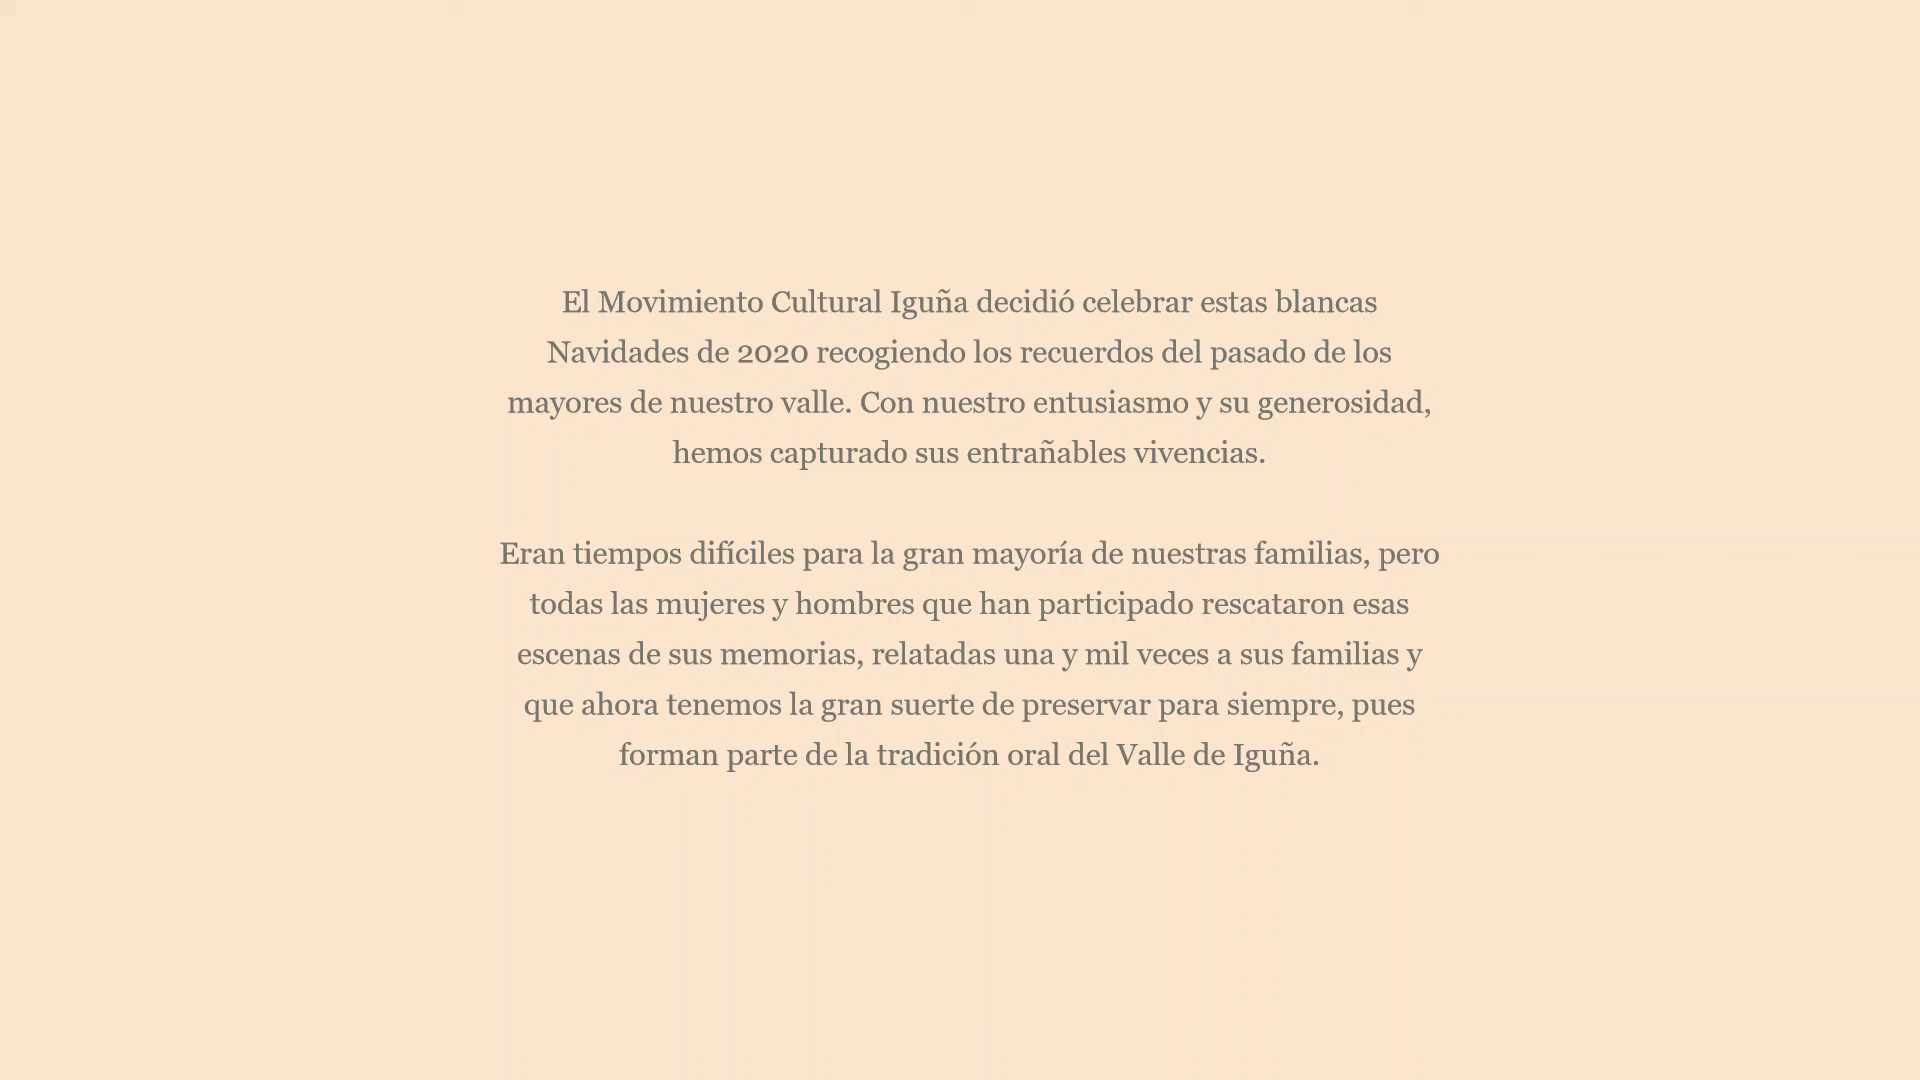 El Movimiento Cultural Iguña decidió celebrar estas blancas
Navidades de 2020 recogiendo los recuerdos del pasado de los
mayores de nuestro valle. Con nuestro entusiasmo y su generosidad,
hemos capturado sus entrañables vivencias.
Eran tiempos difíciles para la gran mayoría de nuestras familias, pero
todas las mujeres y hombres que han participado rescataron esas
escenas de sus memorias, relatadas una y mil veces a sus familias y
que ahora tenemos la gran suerte de preservar para siempre, pues
forman parte de la tradición oral del Valle de Iguña.